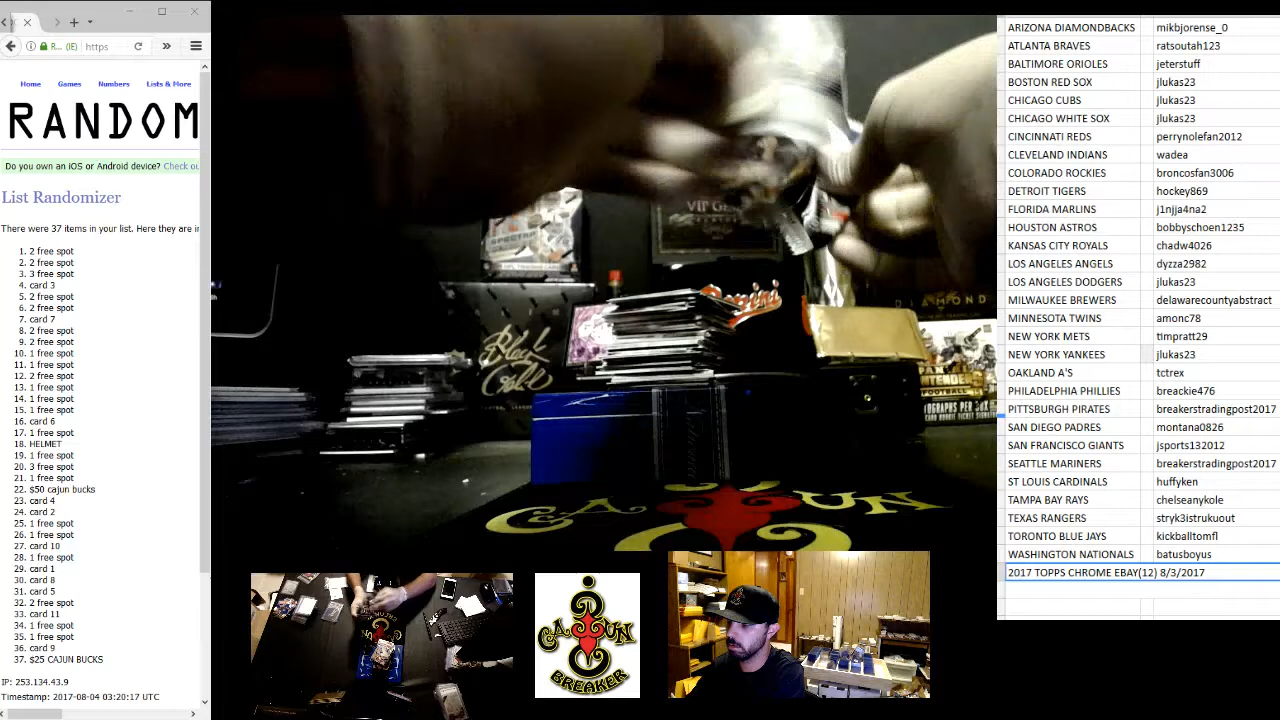 R... (IE)
https
Home Games Numbers Lists & More
RANDOM
Do you own an iOS or Android device? Check ou
List Randomizer
There were 37 items in your list. Here they are i
1. 2 free spot
2. 2 free spot
3. 3 free spot
4. card 3
5. 2 free spot
6. 2 free spot
7. card 7
8. 2 free spot
9. 2 free spot
10. 1 free spot
11. 1 free spot
12. 2 free spot
13. 1 free spot
14. 1 free spot
15. 1 free spot
16. card 6
17. 1 free spot
18. HELMET
19. 1 free spot
20. 3 free spot
21. 1 free spot
22. $50 cajun bucks
23. card 4
24. card 2
25. 1 free spot
26. 1 free spot
27. card 10
28. 1 free spot
29. card 1
30. card 8
31. card 5
32. 2 free spot
33. card 11
34. 1 free spot
35. 1 free spot
36. card 9
37. $25 CAJUN BUCKS
IP: 253.134.43.9
Timestamp: 2017-08-04 03:20:17 UTC
SPECTRA
VIP
Panini
DIAMOND
Black
Gold
FOOTBALL
CAJUN
CAJUN
BREAKER
ARIZONA DIAMONDBACKS mikbjorense_0
ATLANTA BRAVES ratsoutah123
BALTIMORE ORIOLES jeterstuff
BOSTON RED SOX jlukas23
CHICAGO CUBS jlukas23
CHICAGO WHITE SOX jlukas23
CINCINNATI REDS perrynolefan2012
CLEVELAND INDIANS wadea
COLORADO ROCKIES broncosfan3006
DETROIT TIGERS hockey869
FLORIDA MARLINS j1njja4na2
HOUSTON ASTROS bobbyschoen1235
KANSAS CITY ROYALS chadw4026
LOS ANGELES ANGELS dyzza2982
LOS ANGELES DODGERS jlukas23
MILWAUKEE BREWERS delawarecountyabstract
MINNESOTA TWINS amonc78
NEW YORK METS timpratt29
NEW YORK YANKEES jlukas23
OAKLAND A'S tctrex
PHILADELPHIA PHILLIES breackie476
PITTSBURGH PIRATES breakerstradingpost2017
SAN DIEGO PADRES montana0826
SAN FRANCISCO GIANTS jsports132012
SEATTLE MARINERS breakerstradingpost2017
ST LOUIS CARDINALS huffyken
TAMPA BAY RAYS chelseanykole
TEXAS RANGERS stryk3istrukuout
TORONTO BLUE JAYS kickballtomfl
WASHINGTON NATIONALS batusboyus
2017 TOPPS CHROME EBAY(12) 8/3/2017